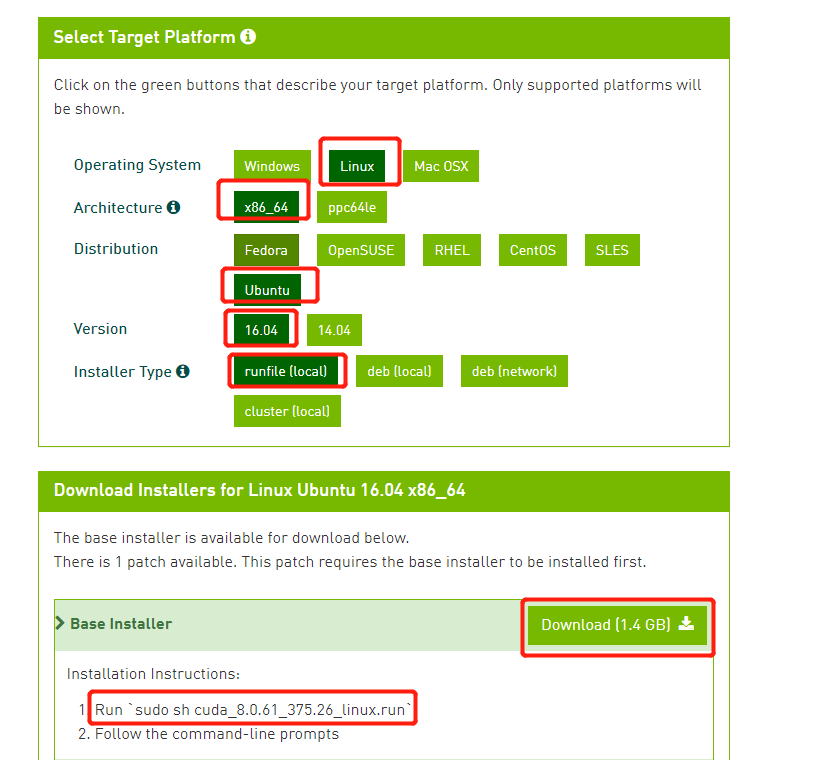 Select Target Platform
Click on the green buttons that describe your target platform. Only supported platforms will
be shown.
Operating System Windows Linux Mac OSX
Architecture x86_64 ppc64le
Distribution Fedora OpenSUSE RHEL CentOS SLES
Ubuntu
Version 16.04 14.04
Installer Type runfile (local) deb (local) deb (network)
cluster (local)
Download Installers for Linux Ubuntu 16.04 x86_64
The base installer is available for download below.
There is 1 patch available. This patch requires the base installer to be installed first.
Base Installer Download (1.4 GB)
Installation Instructions:
1. Run `sudo sh cuda_8.0.61_375.26_linux.run`
2. Follow the command-line prompts